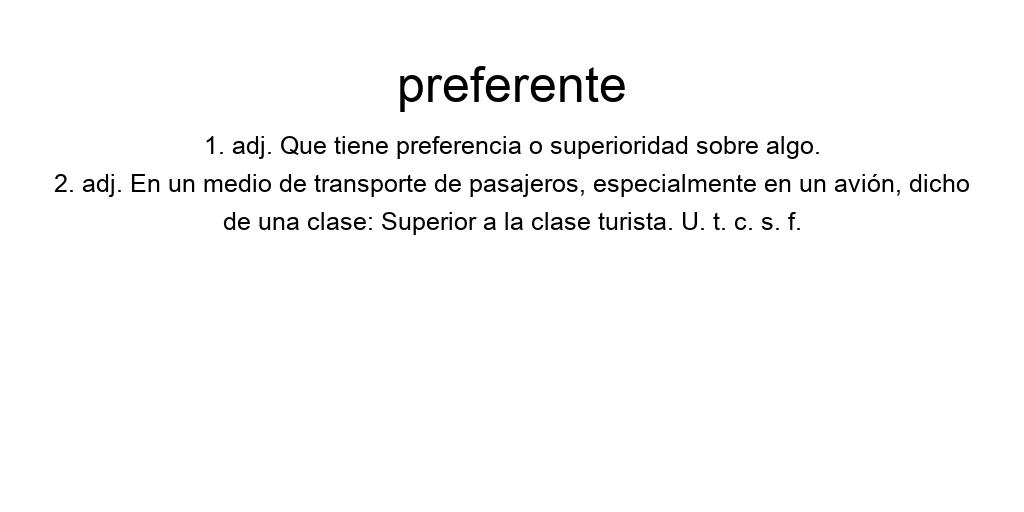 preferente
1. adj. Que tiene preferencia o superioridad sobre algo.
2. adj. En un medio de transporte de pasajeros, especialmente en un avión, dicho
de una clase: Superior a la clase turista. U. t. c. s. f.